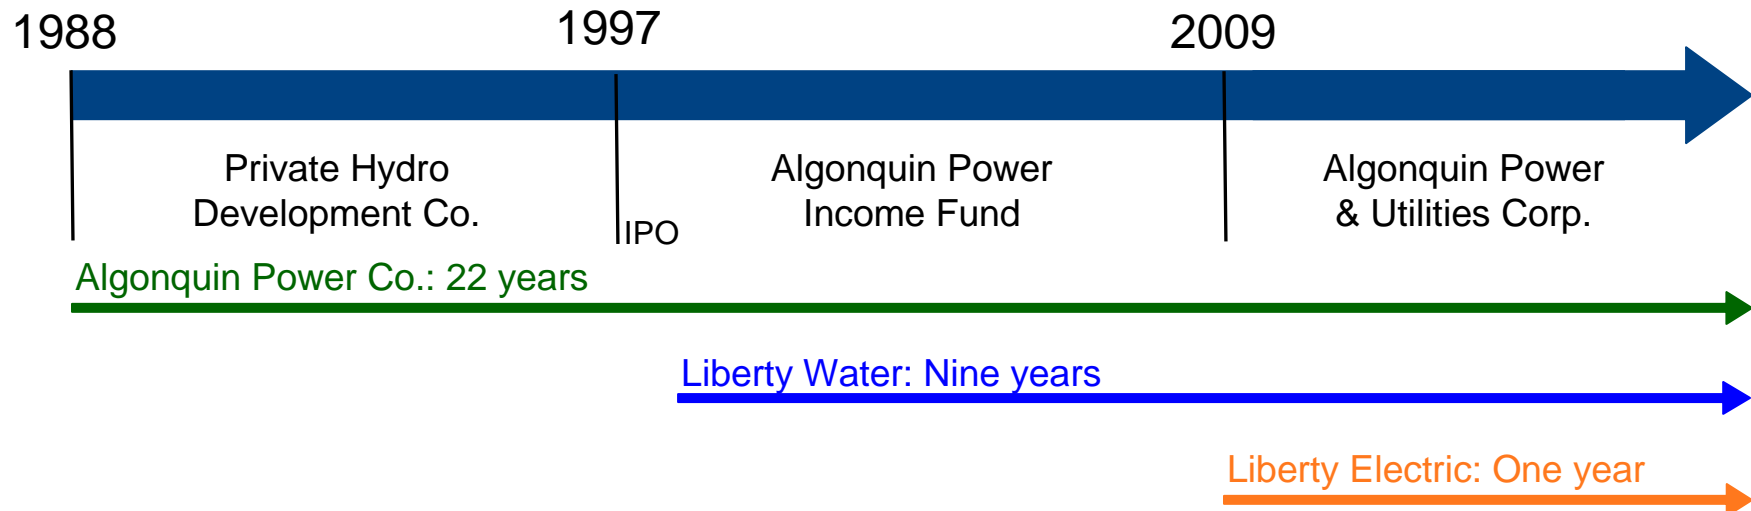 1988
1997
2009
Private Hydro
Development Co.
IPO
Algonquin Power
Income Fund
Algonquin Power
& Utilities Corp.
Algonquin Power Co.: 22 years
Liberty Water: Nine years
Liberty Electric: One year